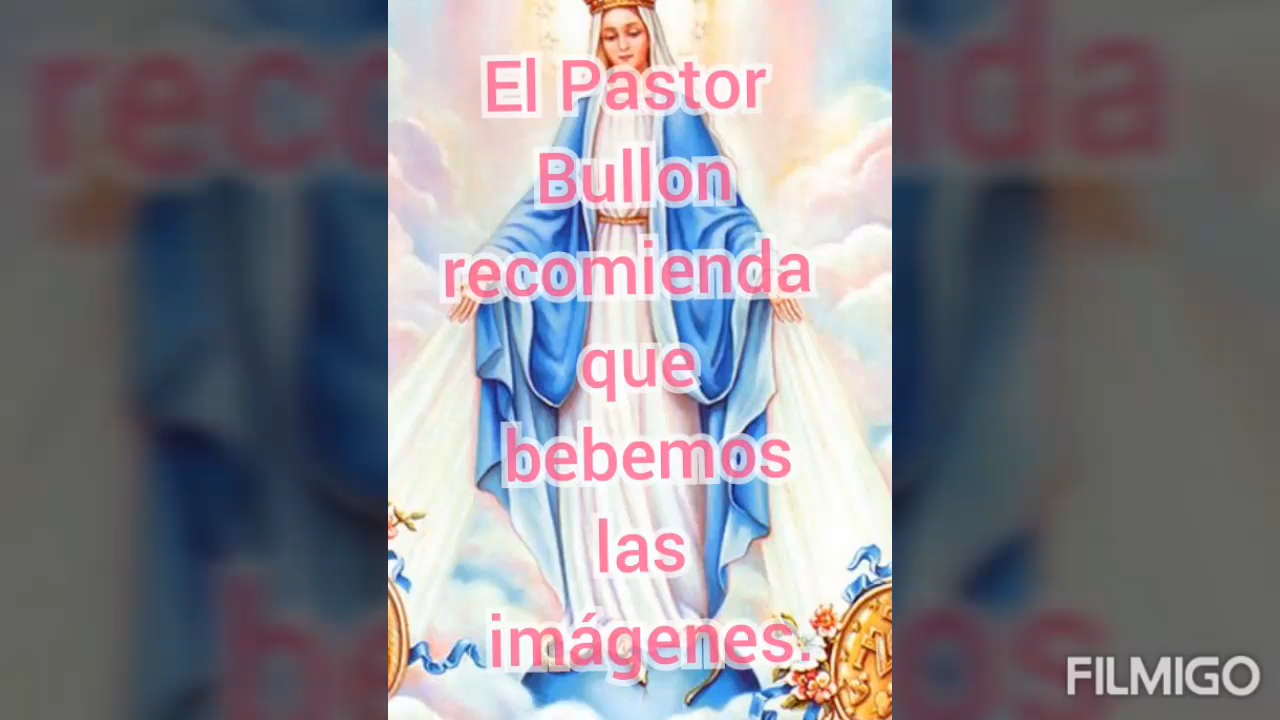 El Pastor
Bullon
recomienda
que
bebemos
las
imágenes.
FILMIGO